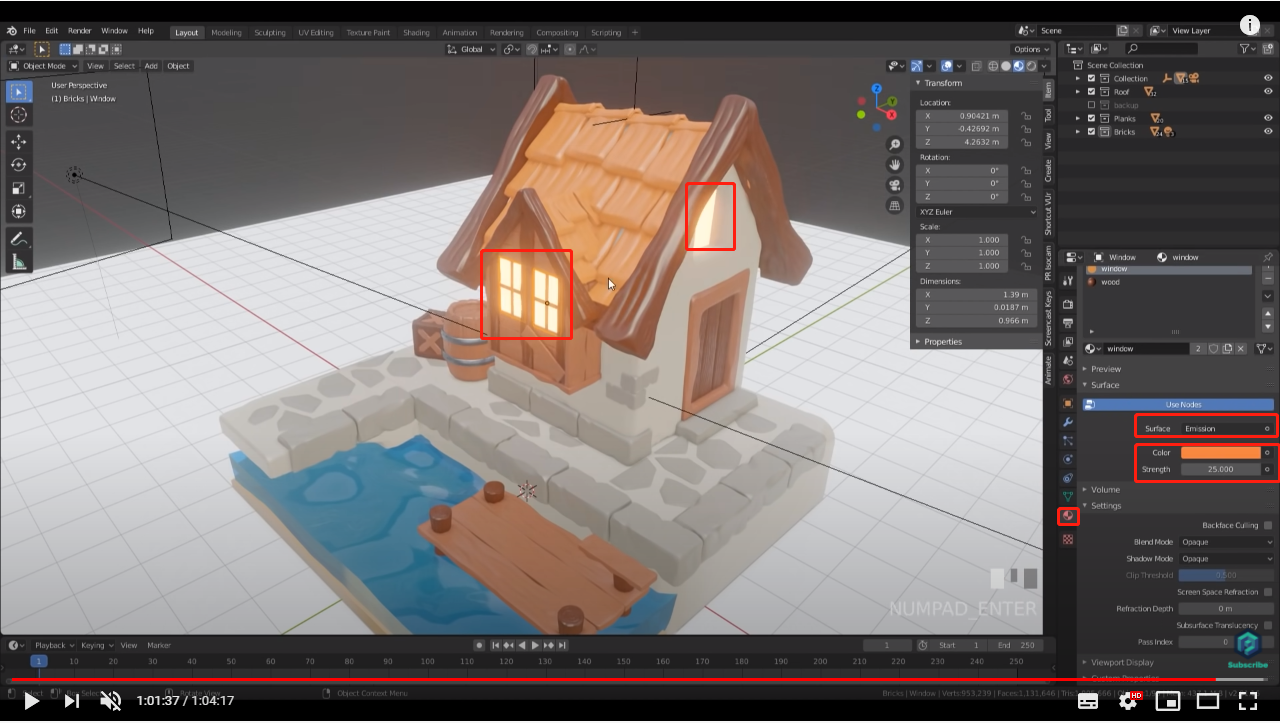 File Edit Render Window Help Layout Modeling Sculpting UV Editing Texture Paint Shading Animation Rendering Compositing Scripting + Scene View Layer
Global Options
Object Mode View Select Add Object
User Perspective
(1) Bricks | Window
Transform
Location:
X 0.90421 m
Y -0.42692 m
Z 4.2632 m
Rotation:
X 0°
Y 0°
Z 0°
XYZ Euler
Scale:
X 1.000
Y 1.000
Z 1.000
Dimensions:
X 1.39 m
Y 0.0187 m
Z 0.966 m
Properties
Item
Tool
View
Create
Shortcut VUr
PR Isocam
Screencast Keys
Animate
Z
Y
X
Scene Collection
Collection
Roof
backup
Planks
Bricks
Window window
window
wood
window 2
Preview
Surface
Use Nodes
Surface Emission
Color
Strength 25.000
Volume
Settings
Backface Culling
Blend Mode Opaque
Shadow Mode Opaque
Clip Threshold 0.500
Screen Space Refraction
Refraction Depth 0 m
Subsurface Translucency
Pass Index 0
Viewport Display
Custom Properties
Subscribe
NUMPAD_ENTER
Playback Keying View Marker 1 Start 1 End 250
1 10 20 30 40 50 60 70 80 90 100 110 120 130 140 150 160 170 180 190 200 210 220 230 240 250
Select Box Select Rotate View Object Context Menu
Bricks | Window | Verts:953,239 | Faces:1,131,646
1:01:37 / 1:04:17
HD